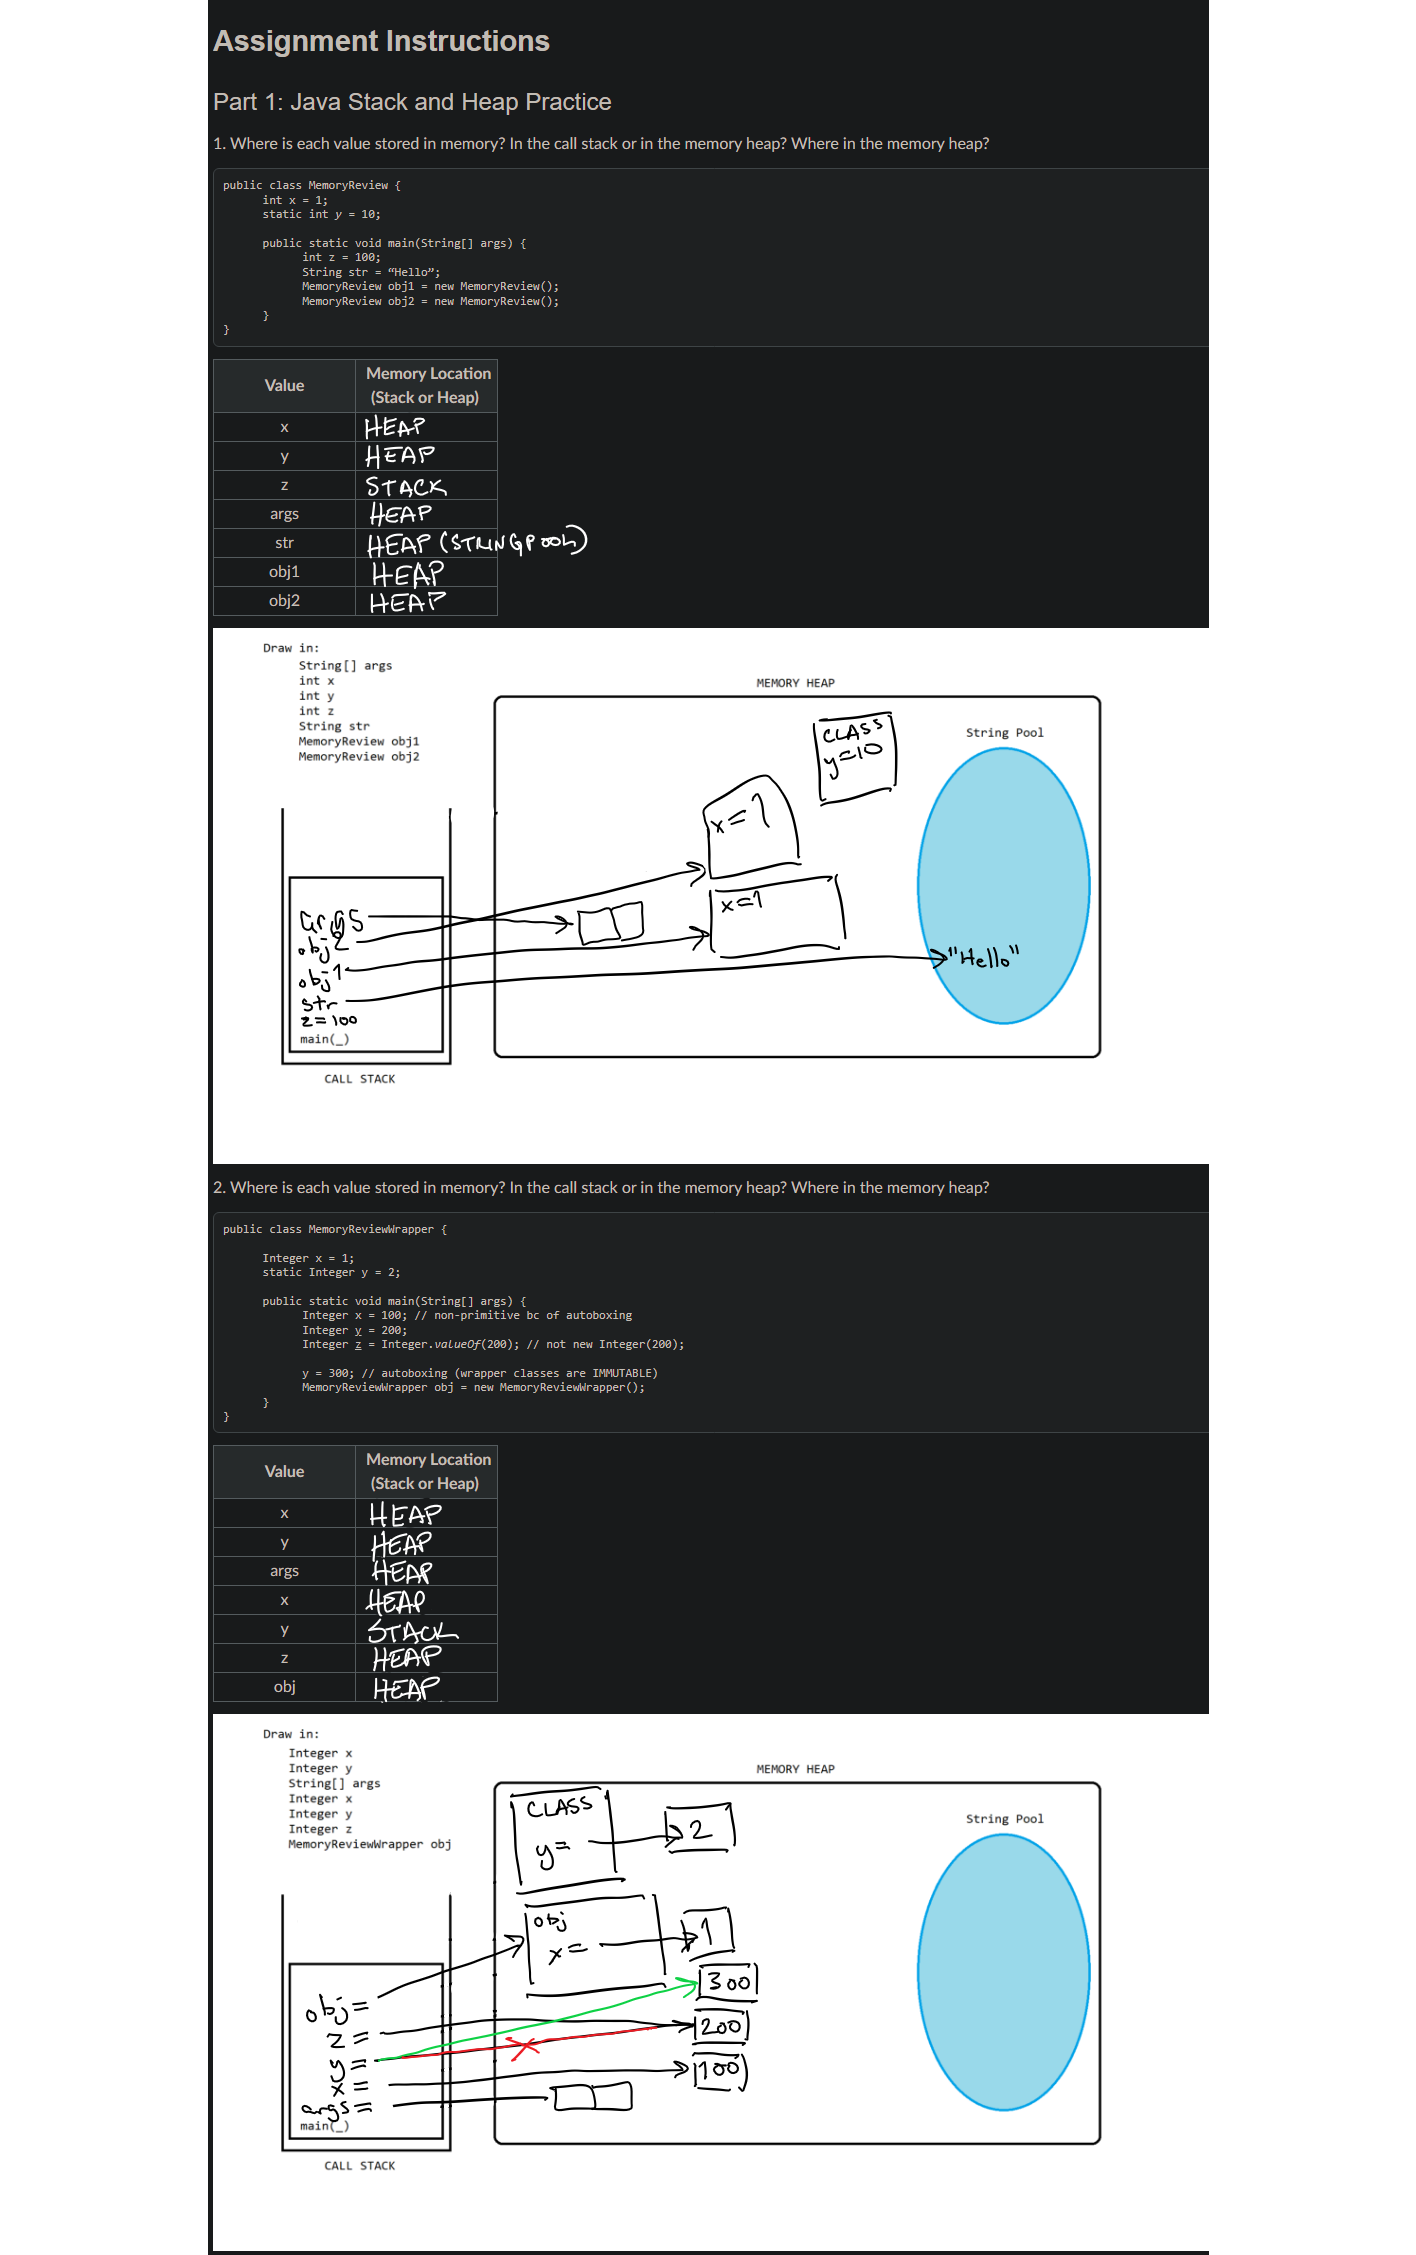 Assignment Instructions
Part 1: Java Stack and Heap Practice
1. Where is each value stored in memory? In the call stack or in the memory heap? Where in the memory heap?
public class MemoryReview {
int x = 1;
static int y = 10;
public static void main(String[] args) {
int z = 100;
String str = “Hello”;
MemoryReview obj1 = new MemoryReview();
MemoryReview obj2 = new MemoryReview();
}
}
Value Memory Location (Stack or Heap)
x HEAP
y HEAP
z STACK
args HEAP
str HEAP (STRINGPOOL)
obj1 HEAP
obj2 HEAP
Draw in:
String[] args
int x
int y
int z
String str
MemoryReview obj1
MemoryReview obj2
MEMORY HEAP
String Pool
CLASS
y=10
x=1
x=1
args
obj2
obj1
str
z=100
main(_)
"Hello"
CALL STACK
2. Where is each value stored in memory? In the call stack or in the memory heap? Where in the memory heap?
public class MemoryReviewWrapper {
Integer x = 1;
static Integer y = 2;
public static void main(String[] args) {
Integer x = 100; // non-primitive bc of autoboxing
Integer y = 200;
Integer z = Integer.valueOf(200); // not new Integer(200);
y = 300; // autoboxing (wrapper classes are IMMUTABLE)
MemoryReviewWrapper obj = new MemoryReviewWrapper();
}
}
Value Memory Location (Stack or Heap)
x HEAP
y HEAP
args HEAP
x HEAP
y STACK
z HEAP
obj HEAP
Draw in:
Integer x
Integer y
String[] args
Integer x
Integer y
Integer z
MemoryReviewWrapper obj
MEMORY HEAP
String Pool
CLASS
y= 2
obj
x= 1
300
200
100
obj=
z=
y=
x=
args=
main(_)
CALL STACK